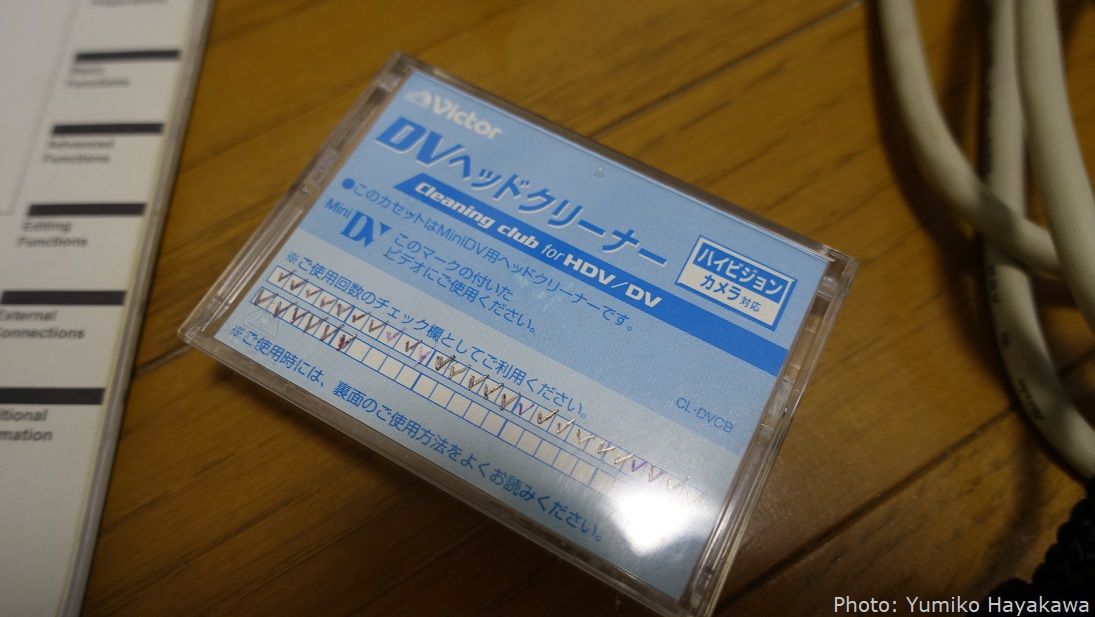 Preparations
Basic
Functions
Advanced
Functions
Editing
Functions
External
Connections
Victor
DVヘッドクリーナー
Cleaning club for HDV/DV
●このカセットはMiniDV用ヘッドクリーナーです。
Mini DV
このマークの付いた
ビデオにご使用ください。
ハイビジョン
カメラ対応
※ご使用回数のチェック欄としてご利用ください。
CL-DVCB
※ご使用時には、裏面のご使用方法をよくお読みください。
Photo: Yumiko Hayakawa